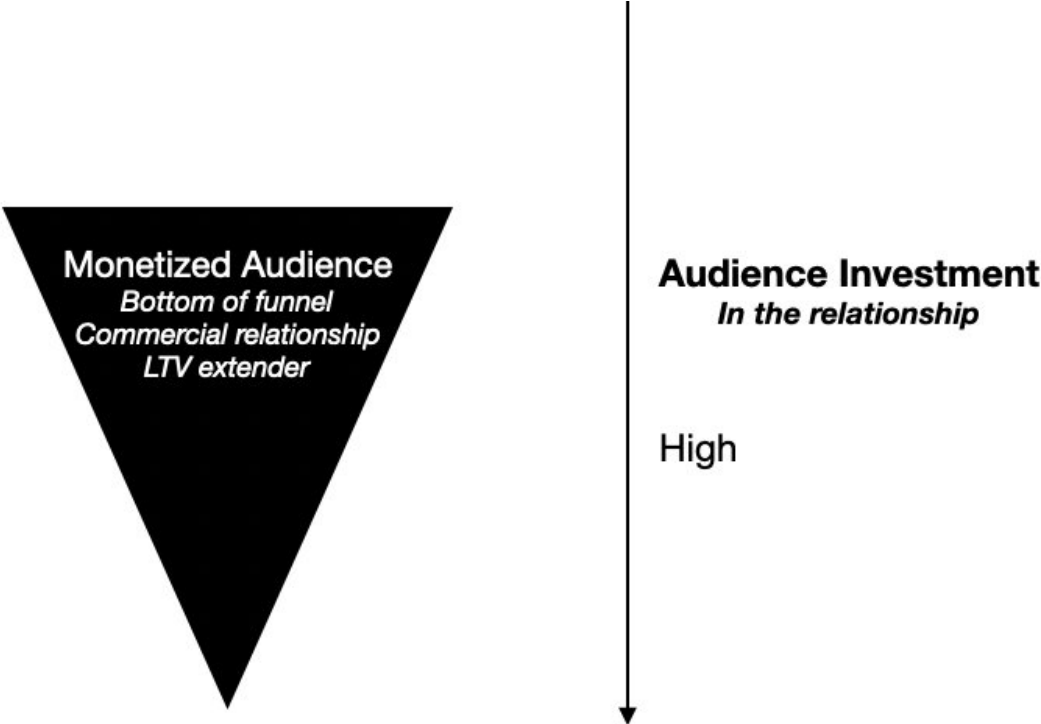 Monetized Audience
Bottom of funnel
Commercial relationship
LTV extender
Audience Investment
In the relationship
High